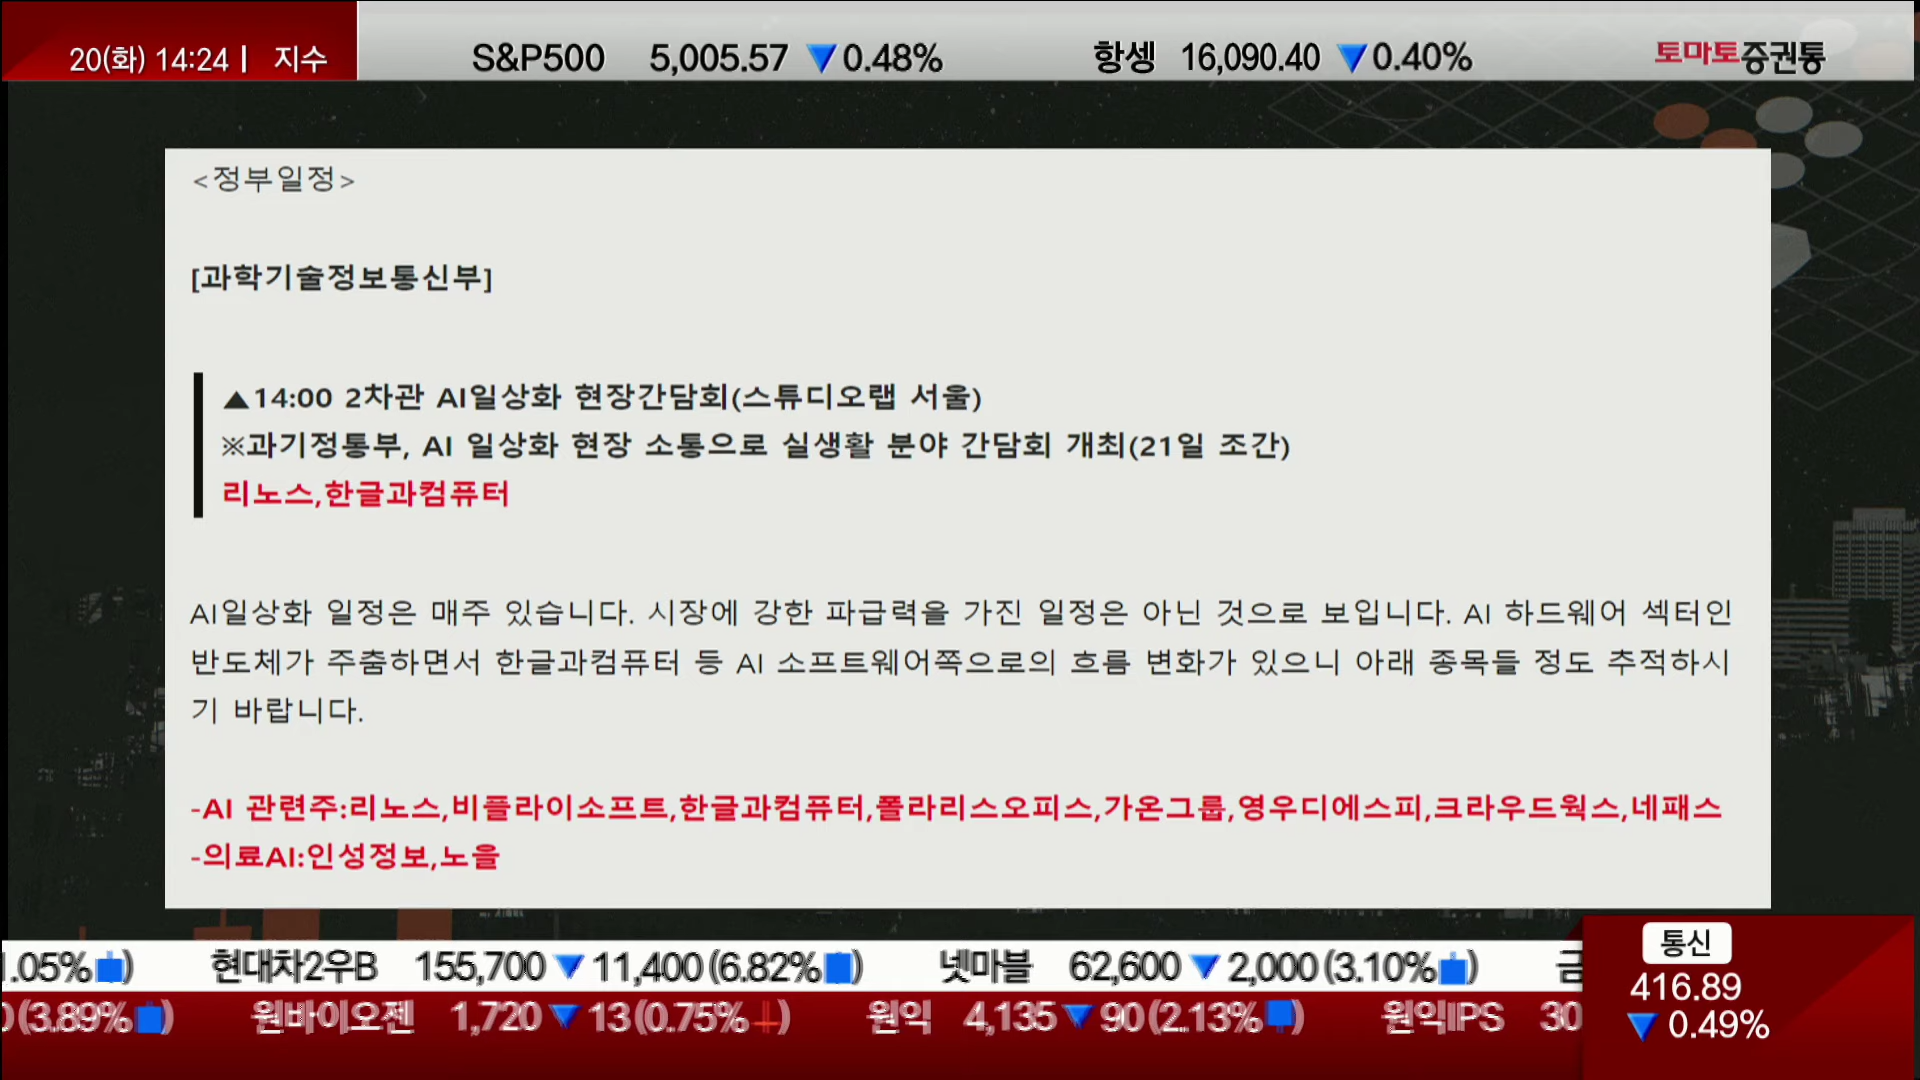 20(화) 14:24 | 지수
S&P500 5,005.57 ▼0.48% 항셍 16,090.40 ▼0.40%
토마토증권통
<정부일정>
[과학기술정보통신부]
▲14:00 2차관 AI일상화 현장간담회(스튜디오랩 서울)
※과기정통부, AI 일상화 현장 소통으로 실생활 분야 간담회 개최(21일 조간)
리노스,한글과컴퓨터
AI일상화 일정은 매주 있습니다. 시장에 강한 파급력을 가진 일정은 아닌 것으로 보입니다. AI 하드웨어 섹터인
반도체가 주춤하면서 한글과컴퓨터 등 AI 소프트웨어쪽으로의 흐름 변화가 있으니 아래 종목들 정도 추적하시
기 바랍니다.
-AI 관련주:리노스,비플라이소프트,한글과컴퓨터,폴라리스오피스,가온그룹,영우디에스피,크라우드웍스,네패스
-의료AI:인성정보,노을
.05% ) 현대차2우B 155,700 ▼ 11,400 (6.82% ) 넷마블 62,600 ▼ 2,000 (3.10% )
(3.89% ) 원바이오젠 1,720 ▼ 13 (0.75% ) 원익 4,135 ▼ 90 (2.13% ) 원익IPS 30
통신
416.89
▼ 0.49%